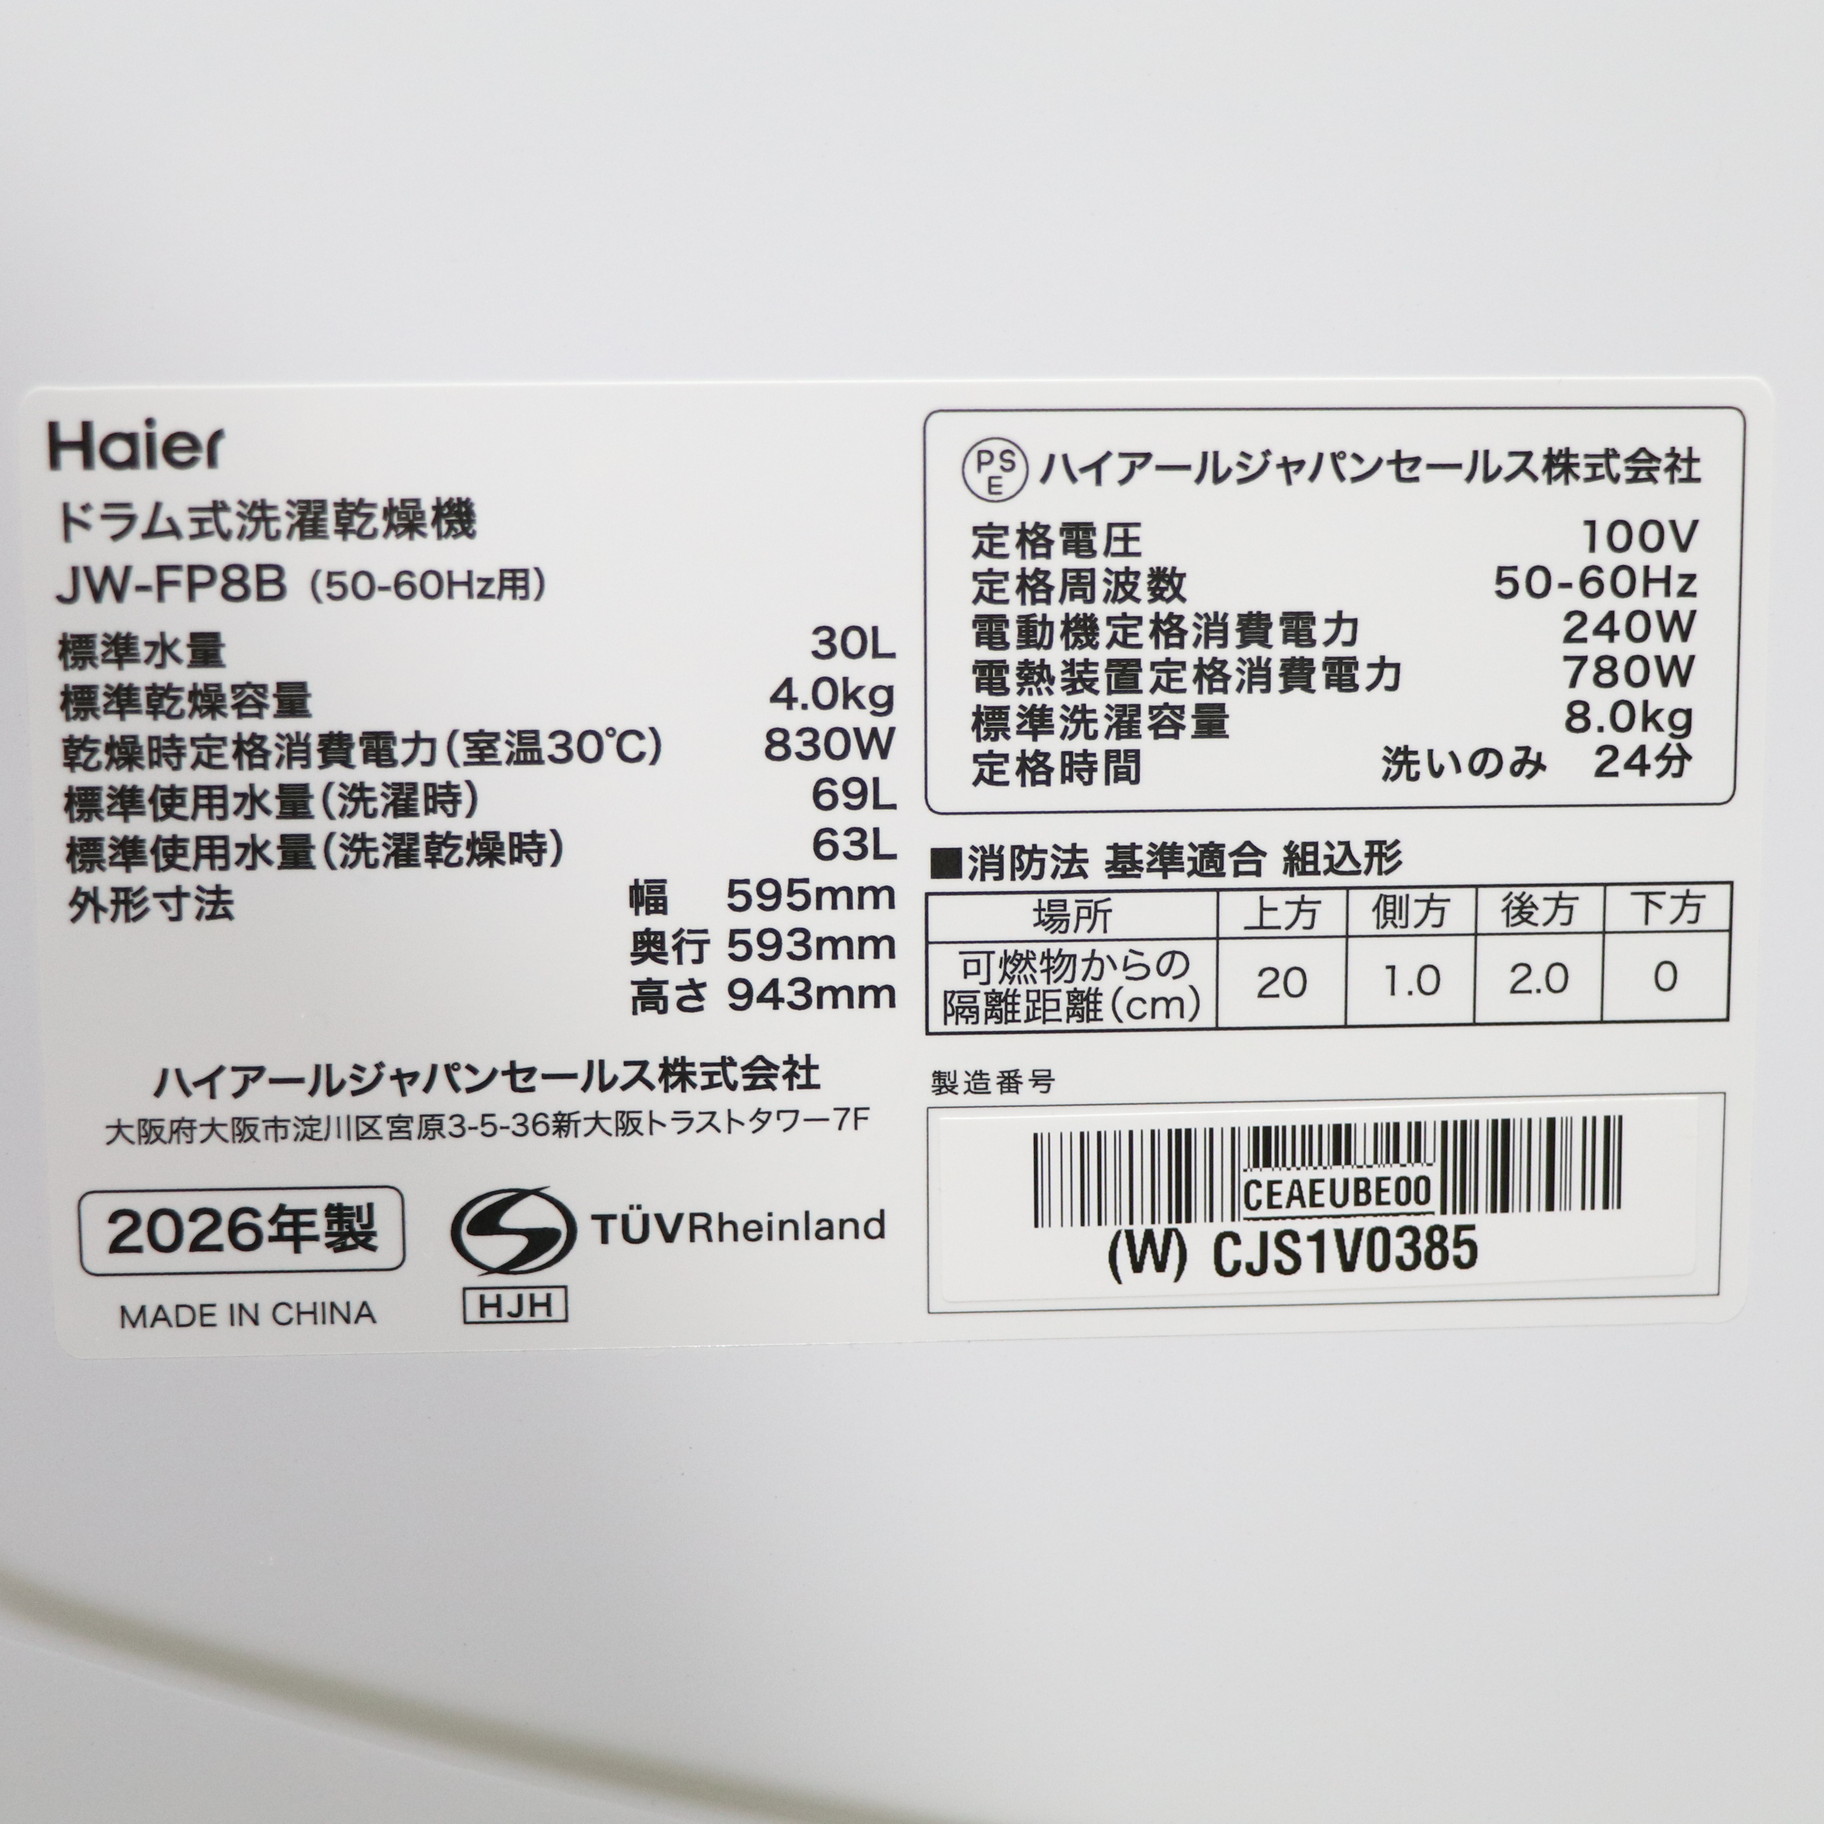 Haier
ドラム式洗濯乾燥機
JW-FP8B (50-60Hz用)
標準水量 30L
標準乾燥容量 4.0kg
乾燥時定格消費電力(室温30℃) 830W
標準使用水量(洗濯時) 69L
標準使用水量(洗濯乾燥時) 63L
外形寸法 幅 595mm
奥行 593mm
高さ 943mm
ハイアールジャパンセールス株式会社
大阪府大阪市淀川区宮原3-5-36新大阪トラストタワー7F
2026年製
MADE IN CHINA
TÜVRheinland
HJH
PSE ハイアールジャパンセールス株式会社
定格電圧 100V
定格周波数 50-60Hz
電動機定格消費電力 240W
電熱装置定格消費電力 780W
標準洗濯容量 8.0kg
定格時間 洗いのみ 24分
■消防法 基準適合 組込形
場所 上方 側方 後方 下方
可燃物からの
隔離距離(cm) 20 1.0 2.0 0
製造番号
CEAEUBE00
(W) CJS1V0385